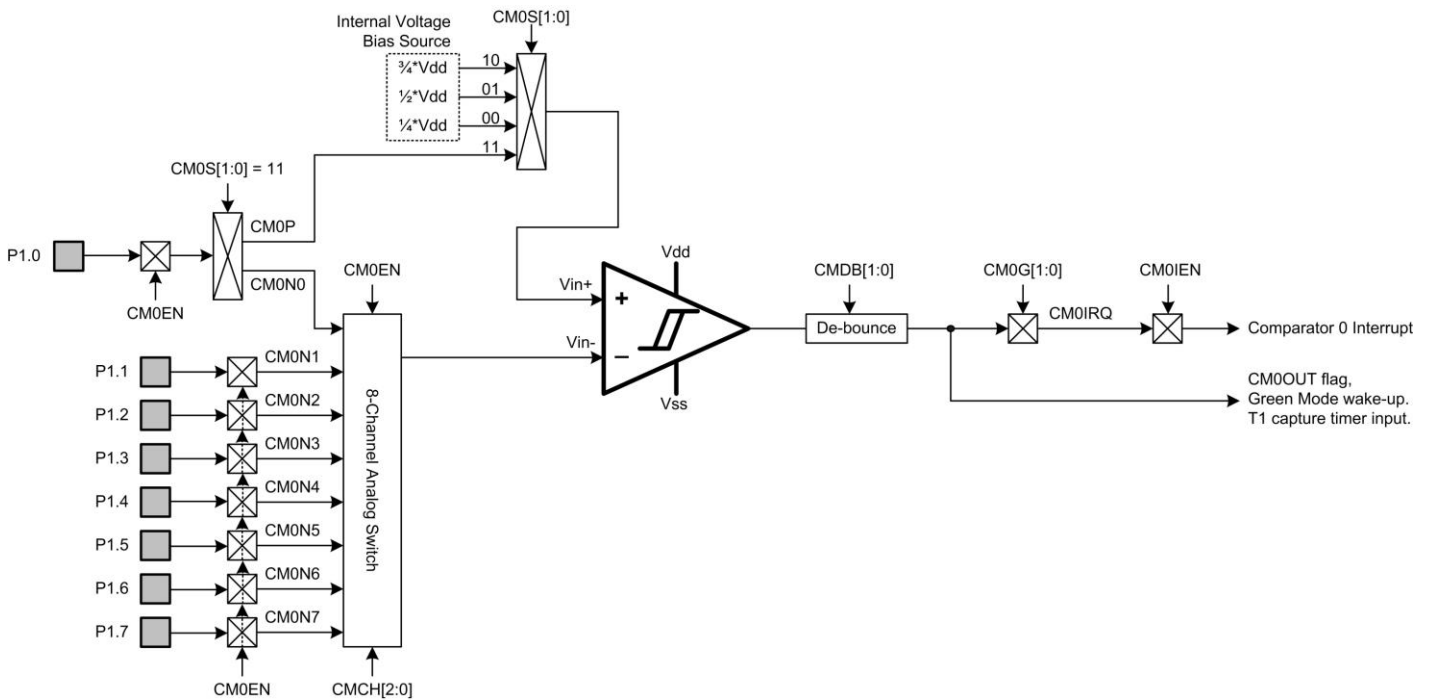 Internal Voltage
Bias Source
CM0S[1:0]
¾*Vdd
10
½*Vdd
01
¼*Vdd
00
11
CM0S[1:0] = 11
CM0P
P1.0
CM0N0
CM0EN
CM0EN
Vin+
Vdd
+
Vin-
–
Vss
CMDB[1:0]
De-bounce
CM0G[1:0]
CM0IRQ
CM0IEN
Comparator 0 Interrupt
CM0OUT flag,
Green Mode wake-up.
T1 capture timer input.
P1.1
CM0N1
P1.2
CM0N2
P1.3
CM0N3
P1.4
CM0N4
P1.5
CM0N5
P1.6
CM0N6
P1.7
CM0N7
8-Channel Analog
Switch
CM0EN
CMCH[2:0]